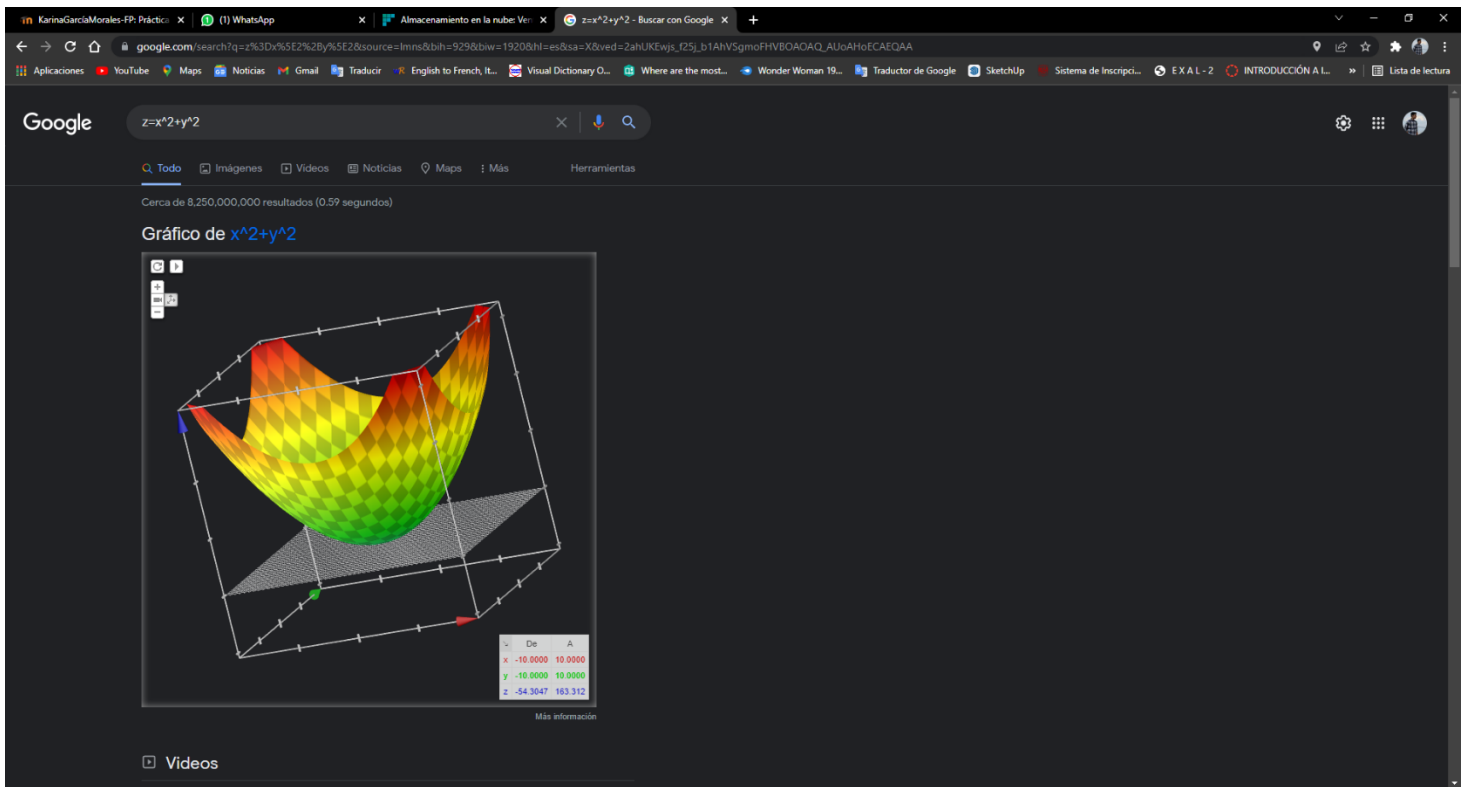 KarinaGarcíaMorales-FP: Práctica
(1) WhatsApp
Almacenamiento en la nube: Ven
z=x^2+y^2 - Buscar con Google
google.com/search?q=z%3Dx%5E2%2By%5E2&source=lmns&bih=929&biw=1920&hl=es&sa=X&ved=2ahUKEwjs_f25j_b1AhVSgmoFHVBOAOAQ_AUoAHoECAEQAA
Aplicaciones YouTube Maps Noticias Gmail Traducir English to French, It... Visual Dictionary O... Where are the most... Wonder Woman 19... Traductor de Google SketchUp Sistema de Inscripci... E X A L - 2 INTRODUCCIÓN A L... » Lista de lectura
Google
z=x^2+y^2
Todo Imágenes Videos Noticias Maps Más Herramientas
Cerca de 8,250,000,000 resultados (0.59 segundos)
Gráfico de x^2+y^2
De A
x -10.0000 10.0000
y -10.0000 10.0000
z -54.3047 163.312
Más información
Videos